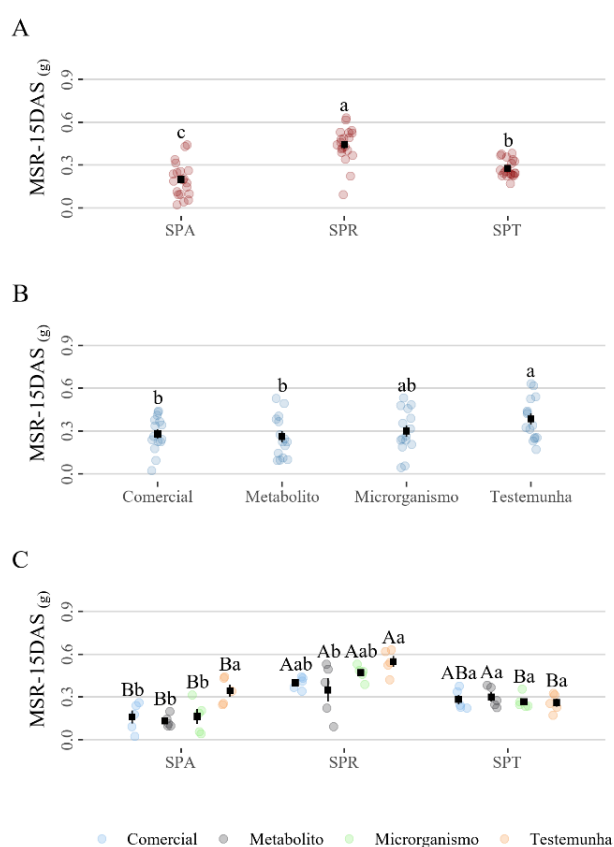 A
MSR-15DAS (g)
0.9
0.6
0.3
0.0
c
a
b
SPA
SPR
SPT
B
MSR-15DAS (g)
0.9
0.6
0.3
0.0
b
b
ab
a
Comercial
Metabolito
Microrganismo
Testemunha
C
MSR-15DAS (g)
0.9
0.6
0.3
0.0
Bb
Bb
Bb
Ba
Aab
Ab
Aab
Aa
ABa
Aa
Ba
Ba
SPA
SPR
SPT
Comercial
Metabolito
Microrganismo
Testemunha